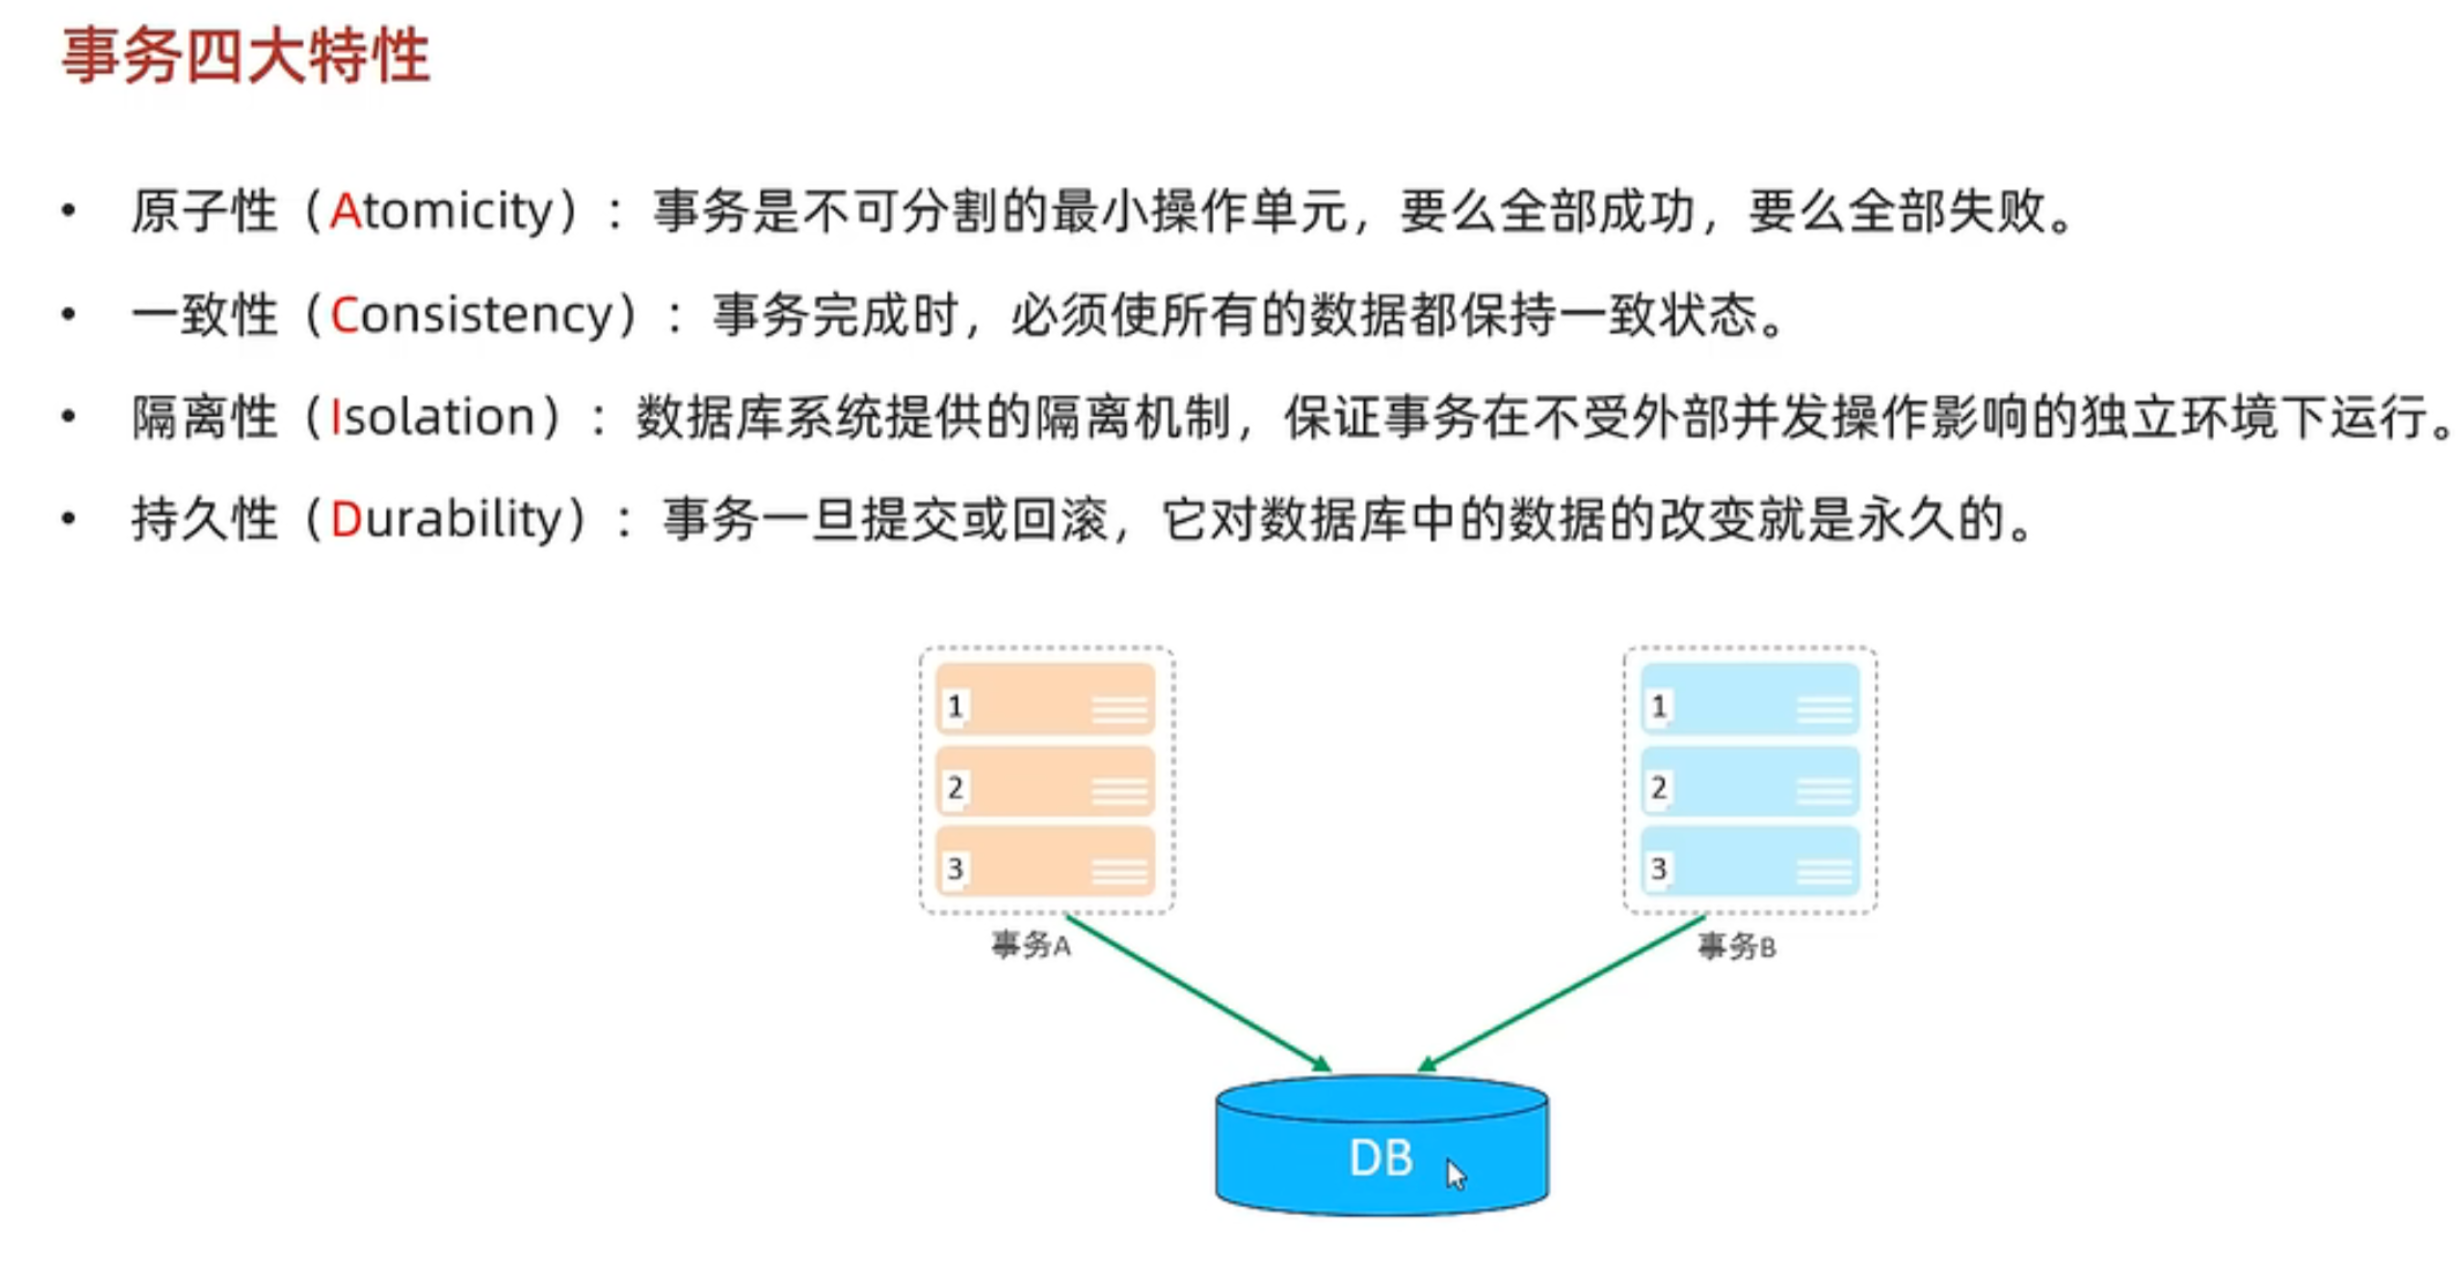 事务四大特性
• 原子性（Atomicity）：事务是不可分割的最小操作单元，要么全部成功，要么全部失败。
• 一致性（Consistency）：事务完成时，必须使所有的数据都保持一致状态。
• 隔离性（Isolation）：数据库系统提供的隔离机制，保证事务在不受外部并发操作影响的独立环境下运行。
• 持久性（Durability）：事务一旦提交或回滚，它对数据库中的数据的改变就是永久的。
1
2
3
事务A
1
2
3
事务B
DB